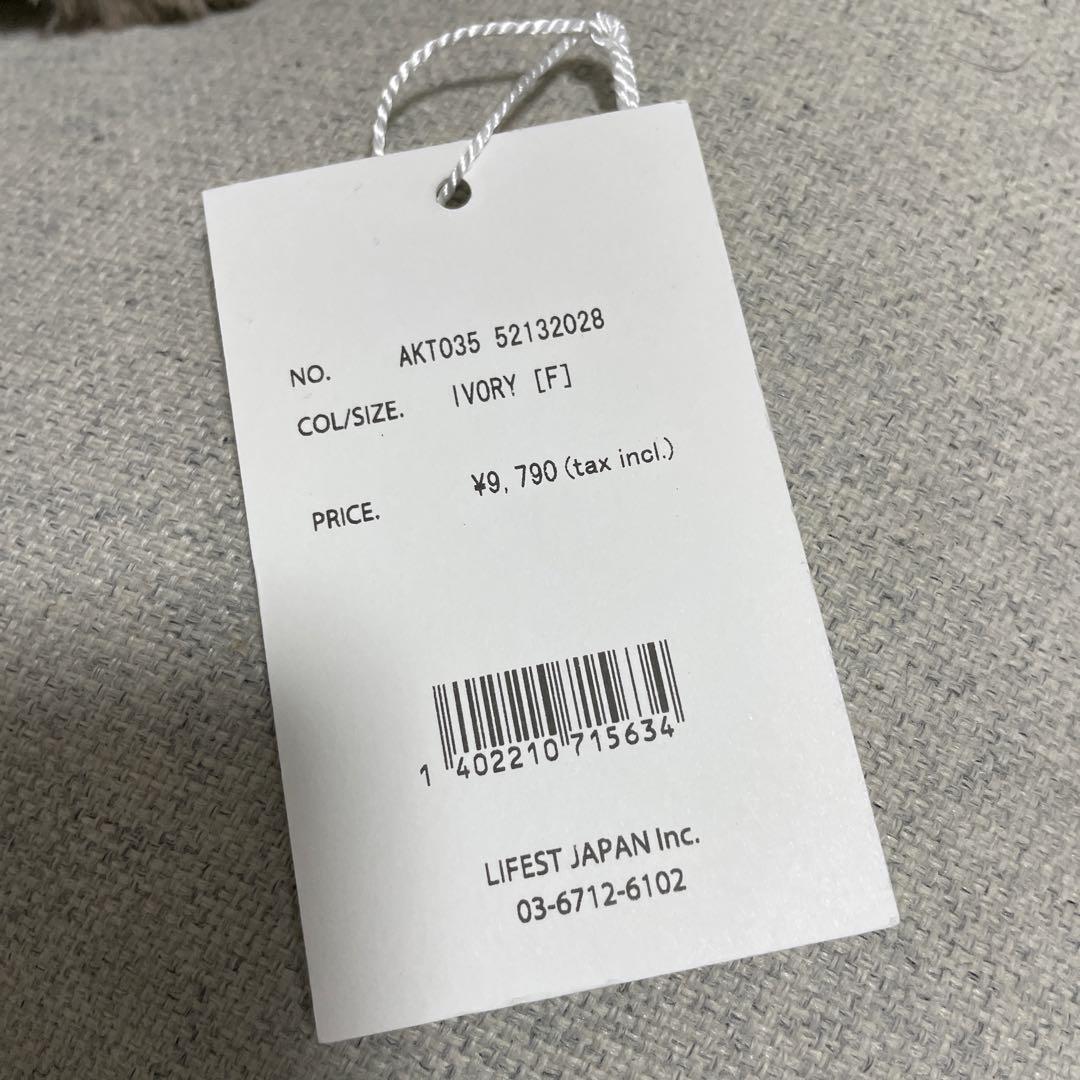 NO. AKT035 52132028
COL/SIZE. IVORY [F]
PRICE. ¥9,790(tax incl.)
1 402210 715634
LIFEST JAPAN Inc.
03-6712-6102